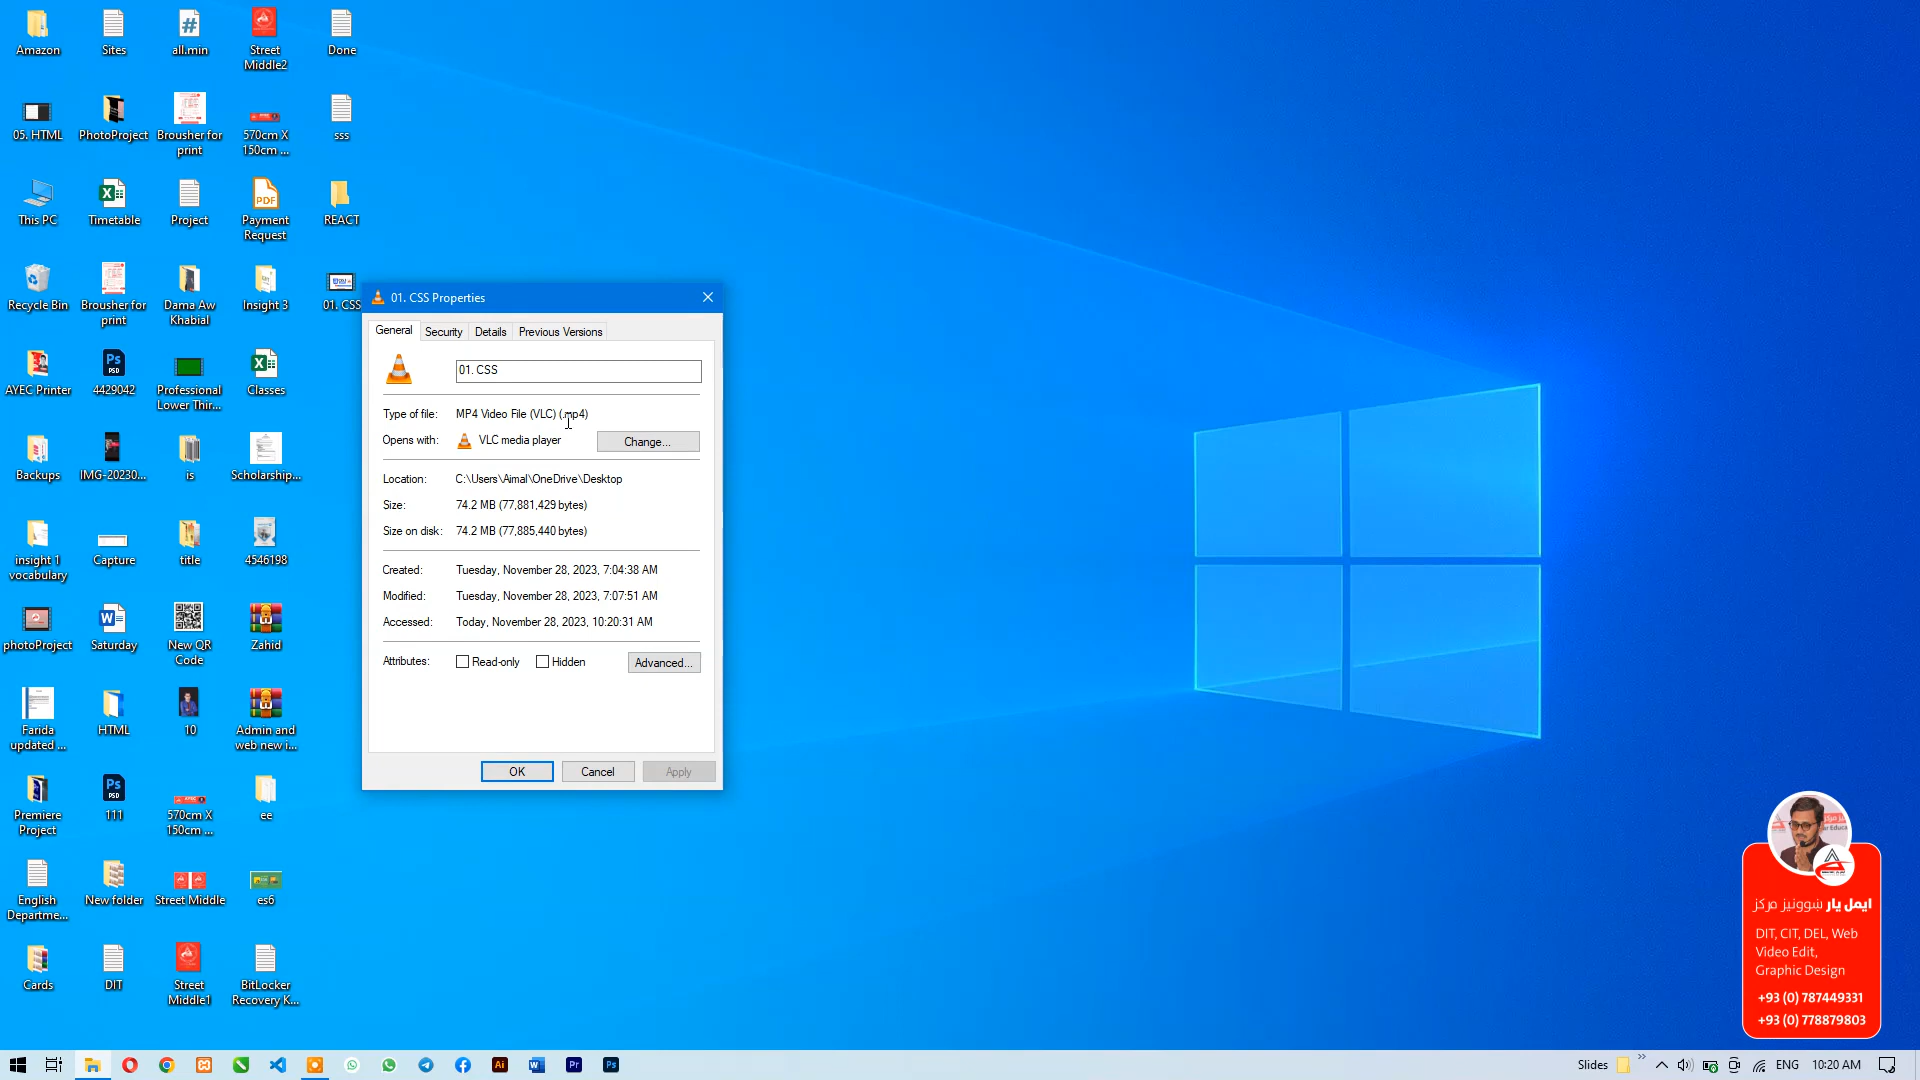 Amazon
Sites
all.min
Street
Middle2
Done
05. HTML
PhotoProject
Brousher for
print
570cm X
150cm ...
sss
This PC
Timetable
Project
Payment
Request
REACT
Recycle Bin
Brousher for
print
Dama Aw
Khabial
Insight 3
01. CSS
AYEC Printer
4429042
Professional
Lower Thir...
Classes
Backups
IMG-20230...
is
Scholarship...
insight 1
vocabulary
Capture
title
4546198
photoProject
Saturday
New QR
Code
Zahid
Farida
updated ...
HTML
10
Admin and
web new i...
Premiere
Project
111
570cm X
150cm ...
ee
English
Departme...
New folder
Street Middle
es6
Cards
DIT
Street
Middle1
BitLocker
Recovery K...
01. CSS Properties
General
Security
Details
Previous Versions
01. CSS
Type of file: MP4 Video File (VLC) (.mp4)
Opens with: VLC media player
Change...
Location: C:\Users\Aimal\OneDrive\Desktop
Size: 74.2 MB (77,881,429 bytes)
Size on disk: 74.2 MB (77,885,440 bytes)
Created: Tuesday, November 28, 2023, 7:04:38 AM
Modified: Tuesday, November 28, 2023, 7:07:51 AM
Accessed: Today, November 28, 2023, 10:20:31 AM
Attributes: Read-only Hidden Advanced...
OK
Cancel
Apply
ایمل یار ښوونیز مرکز
DIT, CIT, DEL, Web
Video Edit,
Graphic Design
+93 (0) 787449331
+93 (0) 778879803
Slides
ENG
10:20 AM